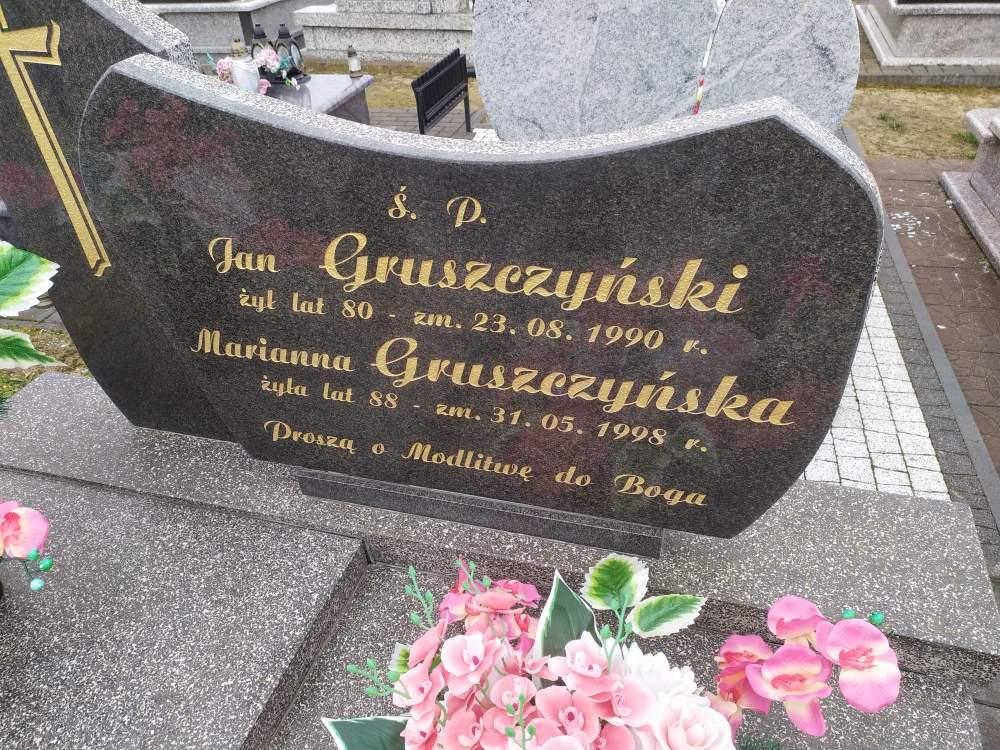 Ś. P.
Jan Gruszczyński
żył lat 80 - zm. 23. 08. 1990 r.
Marianna Gruszczyńska
żyła lat 88 - zm. 31. 05. 1998 r.
Proszą o Modlitwę do Boga